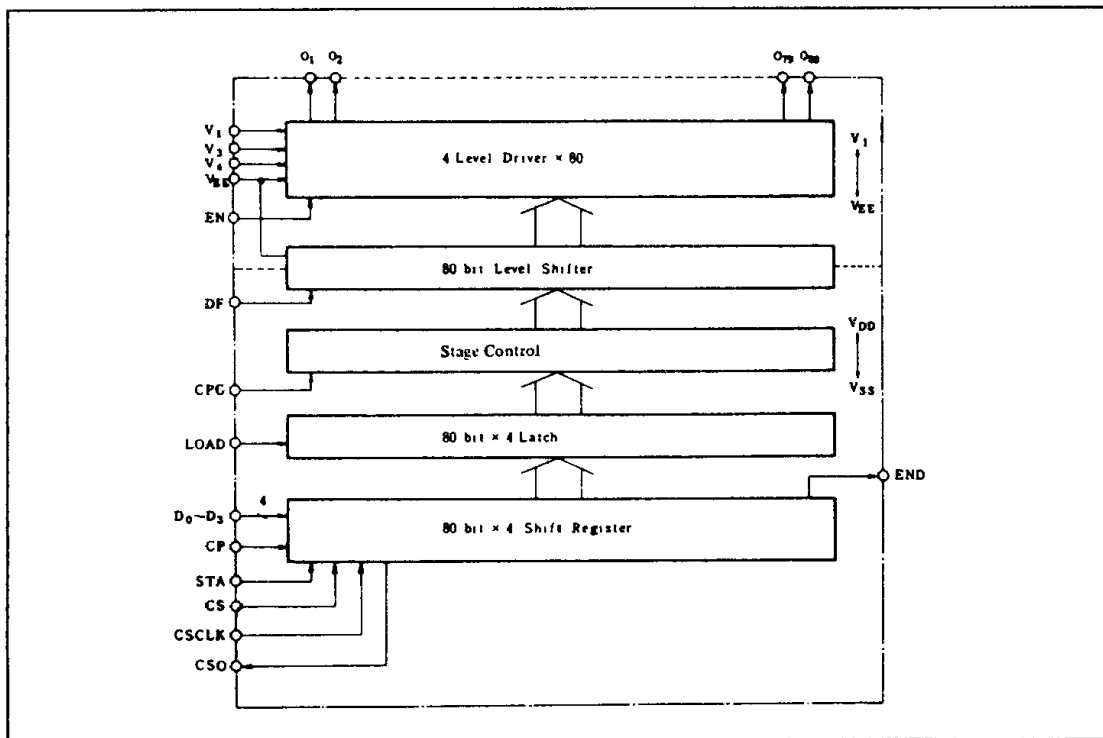 O1 O2 O79 O80
V1
V3
V4
VEE
4 Level Driver × 80
V1
VEE
EN
80 bit Level Shifter
DF
VDD
Stage Control
VSS
CPG
80 bit × 4 Latch
LOAD
END
4
D0~D3
80 bit × 4 Shift Register
CP
STA
CS
CSCLK
CSO